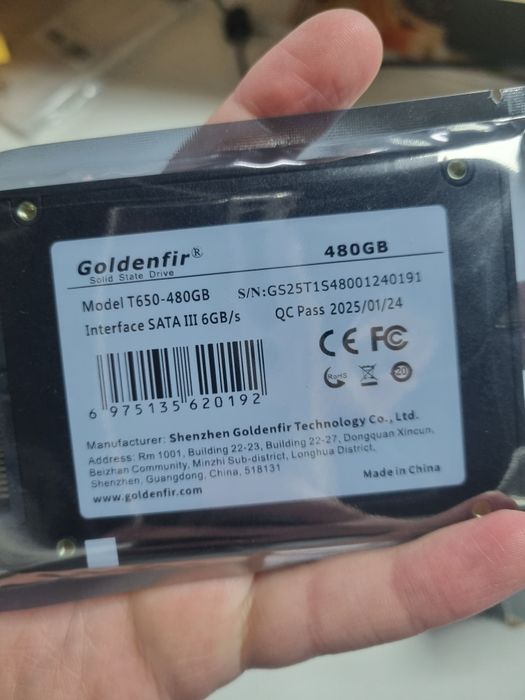 Goldenfir®
Solid State Drive
480GB
Model T650-480GB
S/N:GS25T1S48001240191
Interface SATA III 6GB/s
QC Pass 2025/01/24
CE FC
RoHS
20
6 975135 620192
Manufacturer: Shenzhen Goldenfir Technology Co., Ltd.
Address: Rm 1001, Building 22-23, Building 22-27, Dongquan Xincun,
Beizhan Community, Minzhi Sub-district, Longhua District,
Shenzhen, Guangdong, China, 518131
www.goldenfir.com
Made in China